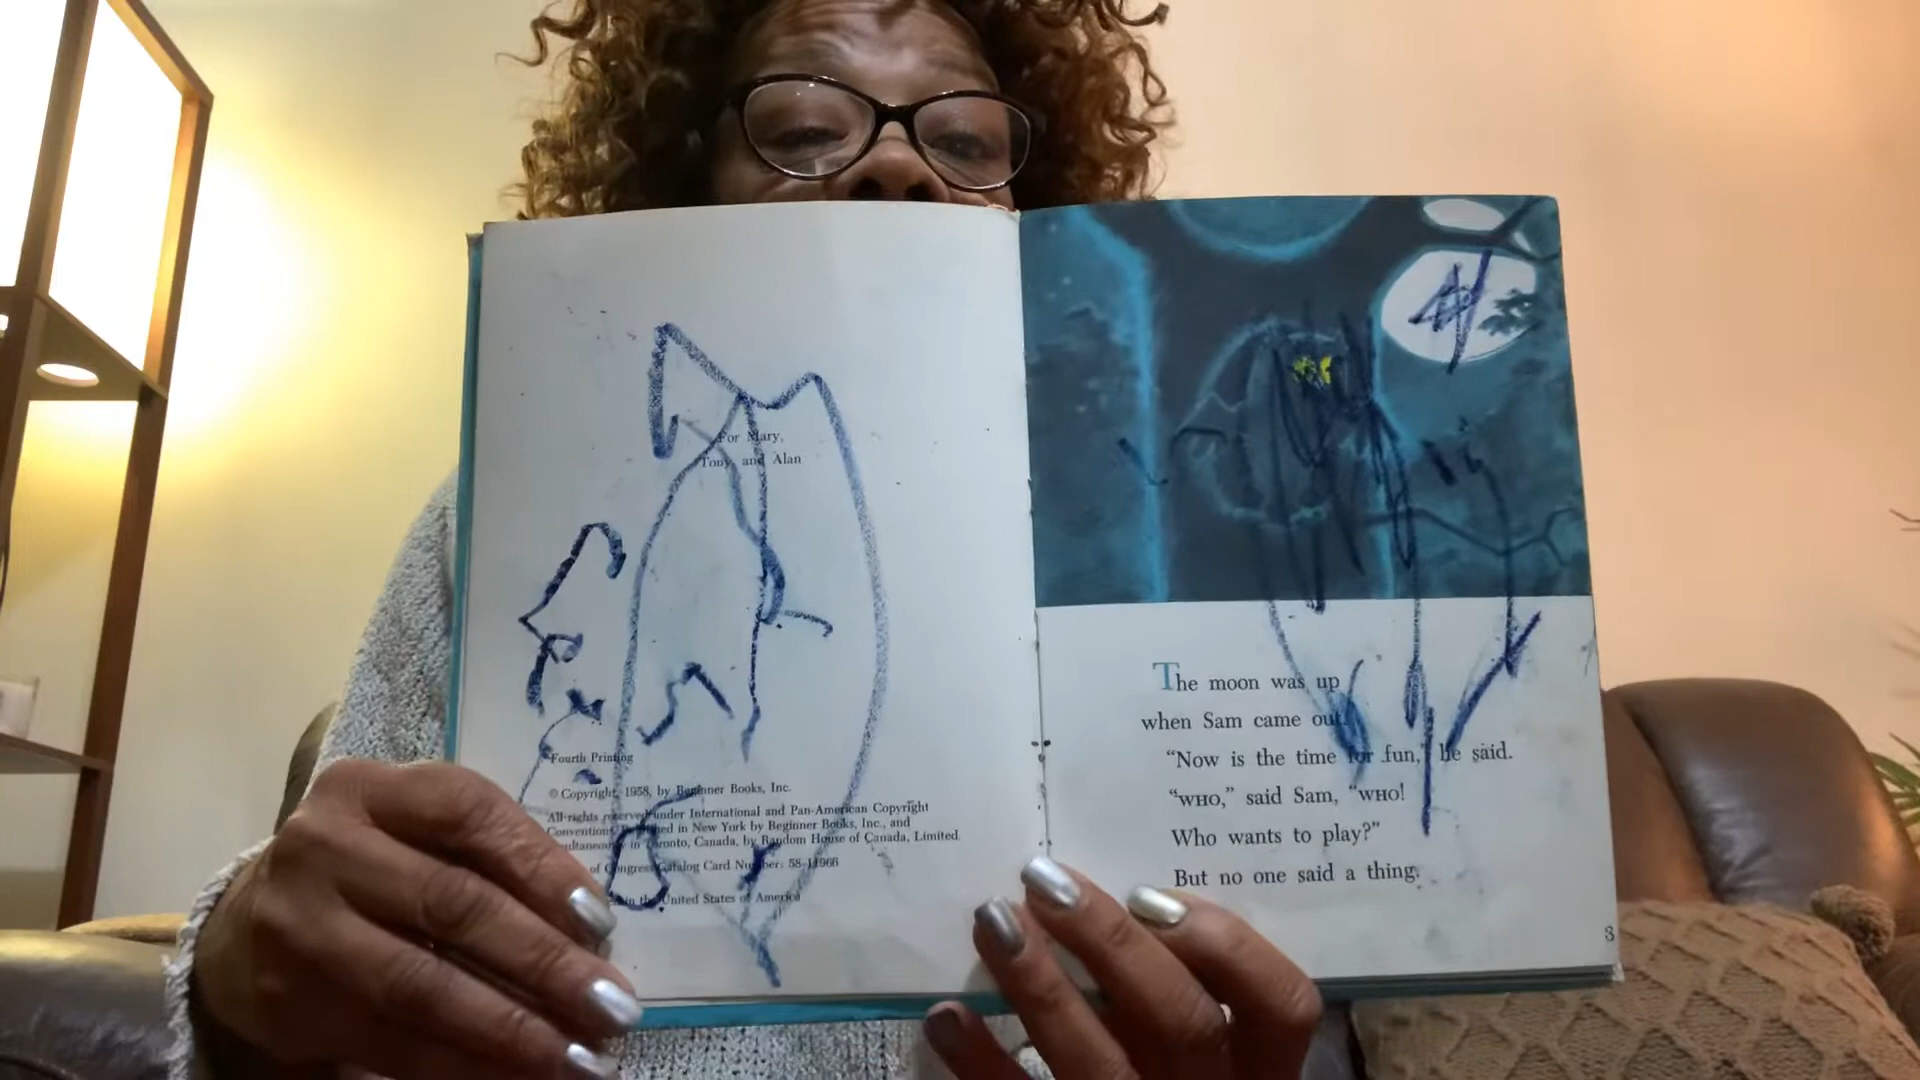 For Mary,
Tony, and Alan
Fourth Printing
© Copyright, 1958, by Beginner Books, Inc.
All rights reserved under International and Pan-American Copyright
in New York by Beginner Books, Inc., and
in Toronto, Canada, by Random House of Canada, Limited.
of Congress Catalog Card Number: 58-11966
in the United States of America
The moon was up
when Sam came out.
“Now is the time for fun,” he said.
“WHO,” said Sam, “WHO!
Who wants to play?”
But no one said a thing.
3